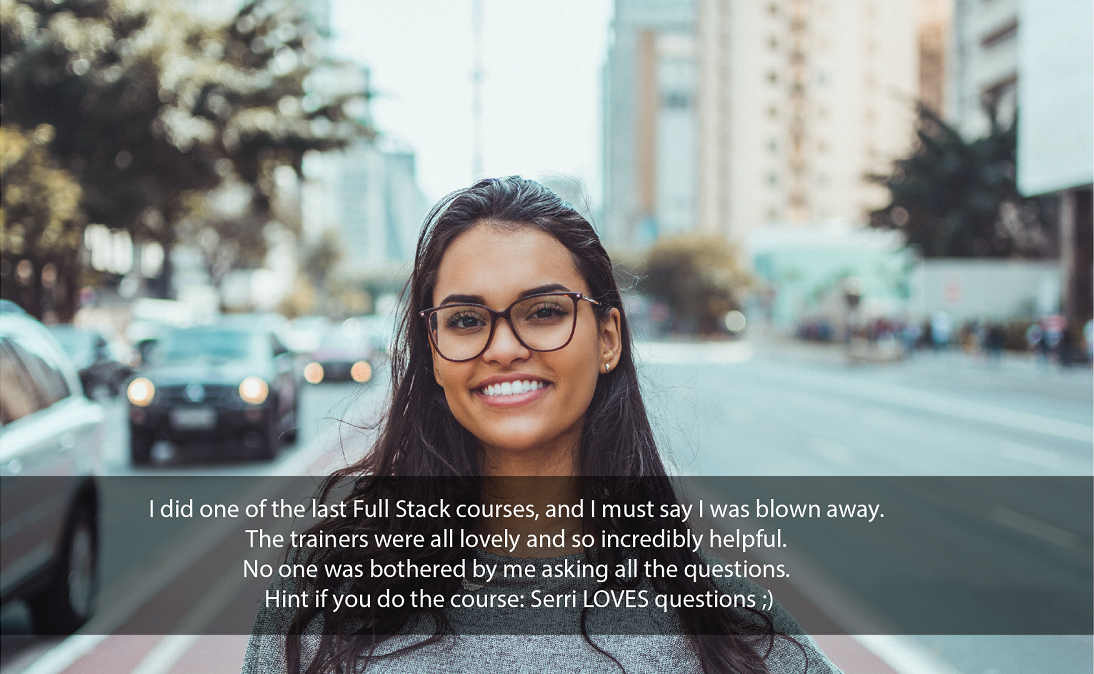 I did one of the last Full Stack courses, and I must say I was blown away.
The trainers were all lovely and so incredibly helpful.
No one was bothered by me asking all the questions.
Hint if you do the course: Serri LOVES questions ;)